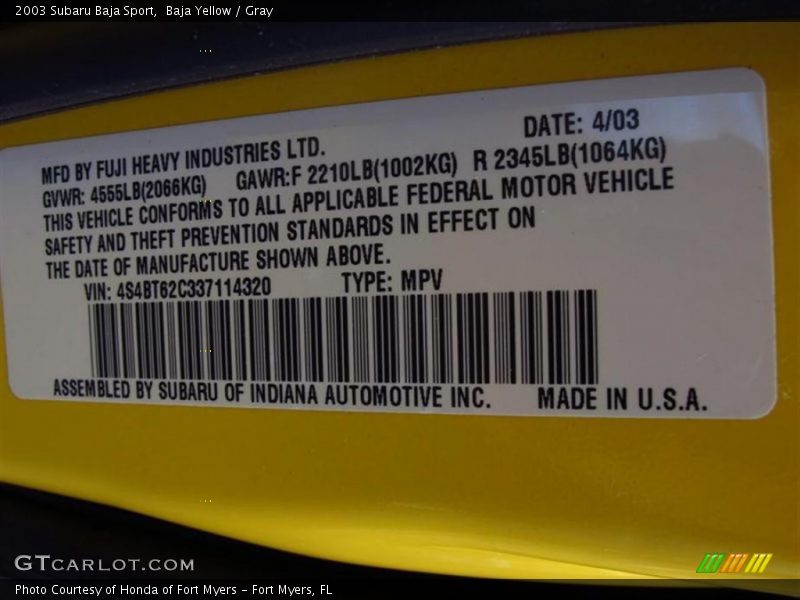 2003 Subaru Baja Sport,  Baja Yellow / Gray
DATE: 4/03
MFD BY FUJI HEAVY INDUSTRIES LTD.
GVWR: 4555LB(2066KG) GAWR:F 2210LB(1002KG) R 2345LB(1064KG)
THIS VEHICLE CONFORMS TO ALL APPLICABLE FEDERAL MOTOR VEHICLE
SAFETY AND THEFT PREVENTION STANDARDS IN EFFECT ON
THE DATE OF MANUFACTURE SHOWN ABOVE.
VIN: 4S4BT62C337114320 TYPE: MPV
ASSEMBLED BY SUBARU OF INDIANA AUTOMOTIVE INC. MADE IN U.S.A.
GTCARLOT.COM
Photo Courtesy of Honda of Fort Myers – Fort Myers, FL